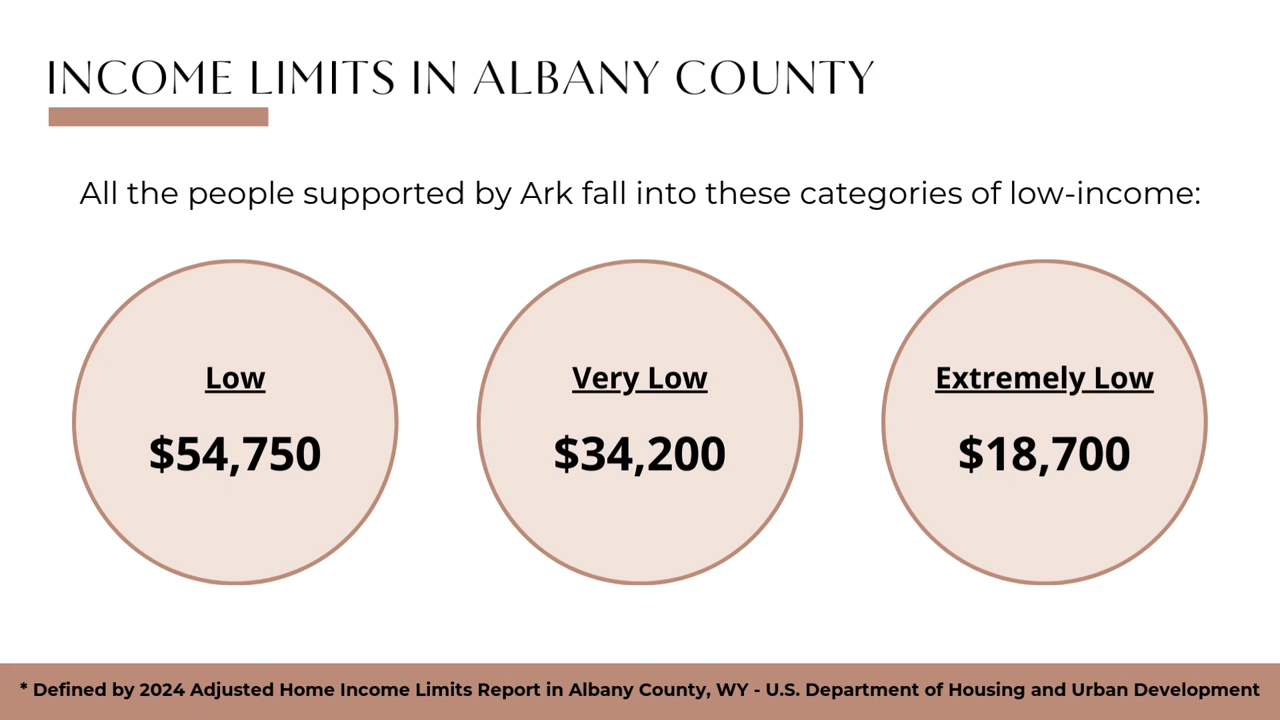 INCOME LIMITS IN ALBANY COUNTY
All the people supported by Ark fall into these categories of low-income:
Low
$54,750
Very Low
$34,200
Extremely Low
$18,700
* Defined by 2024 Adjusted Home Income Limits Report in Albany County, WY - U.S. Department of Housing and Urban Development